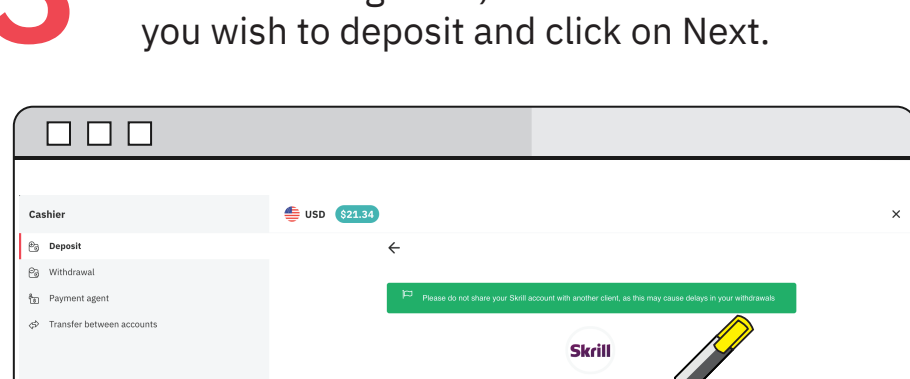 you wish to deposit and click on Next.
Cashier
USD $21.34
Deposit
Withdrawal
Payment agent
Transfer between accounts
Please do not share your Skrill account with another client, as this may cause delays in your withdrawals
Skrill